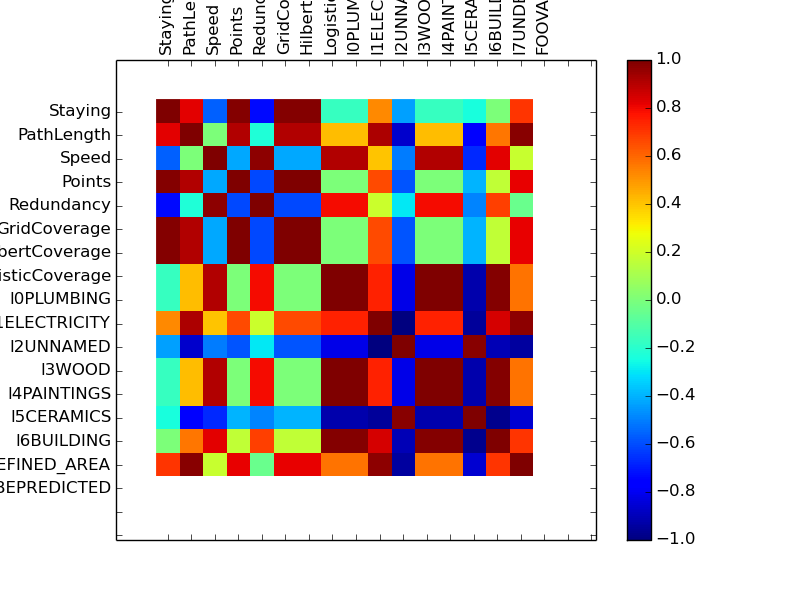 Staying
PathLe
Speed
Points
Redund
GridCo
Hilbert
Logistic
I0PLUM
I1ELEC
I2UNNA
I3WOO
I4PAINT
I5CERA
I6BUILD
I7UNDE
FOOVA
Staying
PathLength
Speed
Points
Redundancy
GridCoverage
bertCoverage
isticCoverage
I0PLUMBING
1ELECTRICITY
I2UNNAMED
I3WOOD
I4PAINTINGS
I5CERAMICS
I6BUILDING
EFINED_AREA
BEPREDICTED
1.0
0.8
0.6
0.4
0.2
0.0
−0.2
−0.4
−0.6
−0.8
−1.0